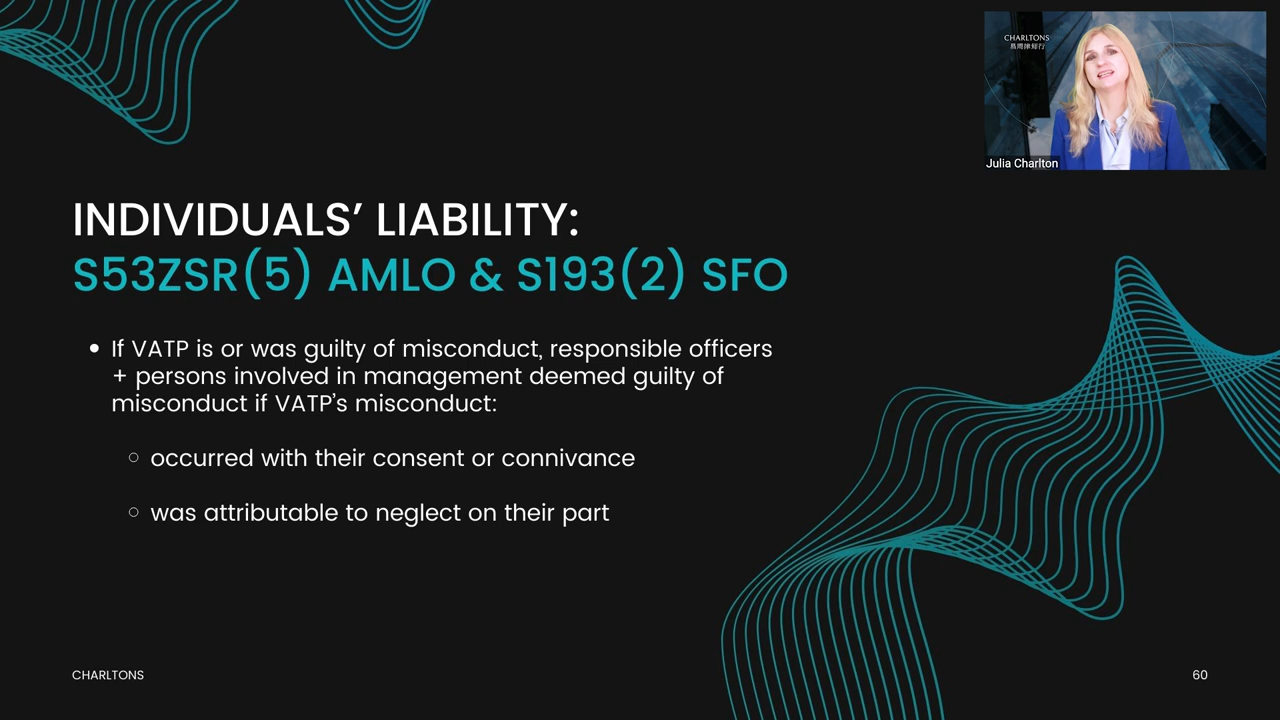 CHARLTONS
易周律師行
Julia Charlton
INDIVIDUALS’ LIABILITY:
S53ZSR(5) AMLO & S193(2) SFO
• If VATP is or was guilty of misconduct, responsible officers
+ persons involved in management deemed guilty of
misconduct if VATP’s misconduct:
○ occurred with their consent or connivance
○ was attributable to neglect on their part
CHARLTONS
60